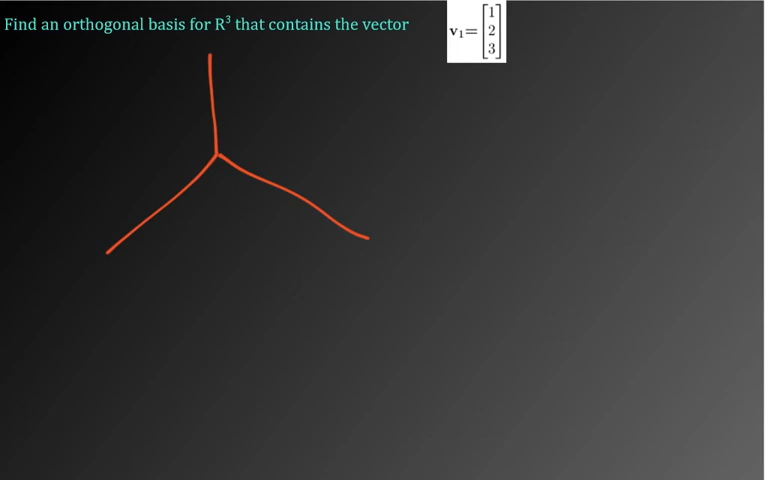 Find an orthogonal basis for R³ that contains the vector
v₁= [1
2
3]